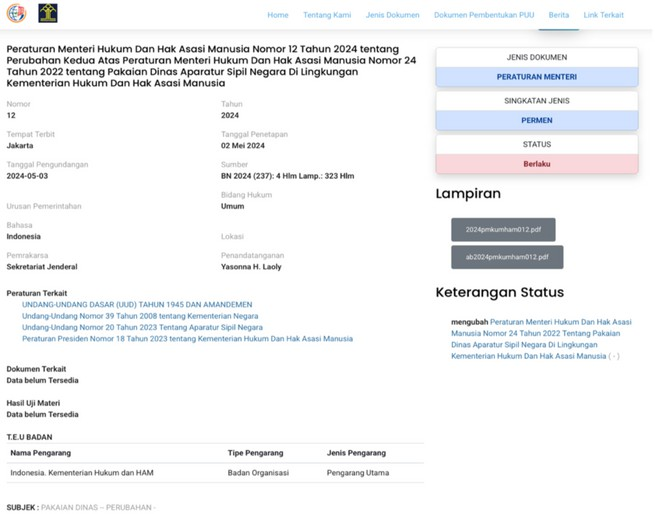 Home Tentang Kami Jenis Dokumen Dokumen Pembentukan PUU Berita Link Terkait
Peraturan Menteri Hukum Dan Hak Asasi Manusia Nomor 12 Tahun 2024 tentang
Perubahan Kedua Atas Peraturan Menteri Hukum Dan Hak Asasi Manusia Nomor 24
Tahun 2022 tentang Pakaian Dinas Aparatur Sipil Negara Di Lingkungan
Kementerian Hukum Dan Hak Asasi Manusia
Nomor Tahun
12 2024
Tempat Terbit Tanggal Penetapan
Jakarta 02 Mei 2024
Tanggal Pengundangan Sumber
2024-05-03 BN 2024 (237): 4 Hlm Lamp.: 323 Hlm
Bidang Hukum
Urusan Pemerintahan Umum
Bahasa
Indonesia Lokasi
Pemrakarsa Penandatanganan
Sekretariat Jenderal Yasonna H. Laoly
Peraturan Terkait
UNDANG-UNDANG DASAR (UUD) TAHUN 1945 DAN AMANDEMEN
Undang-Undang Nomor 39 Tahun 2008 tentang Kementerian Negara
Undang-Undang Nomor 20 Tahun 2023 Tentang Aparatur Sipil Negara
Peraturan Presiden Nomor 18 Tahun 2023 tentang Kementerian Hukum Dan Hak Asasi Manusia
Dokumen Terkait
Data belum Tersedia
Hasil Uji Materi
Data belum Tersedia
T.E.U BADAN
Nama Pengarang Tipe Pengarang Jenis Pengarang
Indonesia. Kementerian Hukum dan HAM Badan Organisasi Pengarang Utama
SUBJEK : PAKAIAN DINAS – PERUBAHAN -
JENIS DOKUMEN
PERATURAN MENTERI
SINGKATAN JENIS
PERMEN
STATUS
Berlaku
Lampiran
2024pmkumham012.pdf
ab2024pmkumham012.pdf
Keterangan Status
mengubah Peraturan Menteri Hukum Dan Hak Asasi
Manusia Nomor 24 Tahun 2022 Tentang Pakaian
Dinas Aparatur Sipil Negara Di Lingkungan
Kementerian Hukum Dan Hak Asasi Manusia ( - )